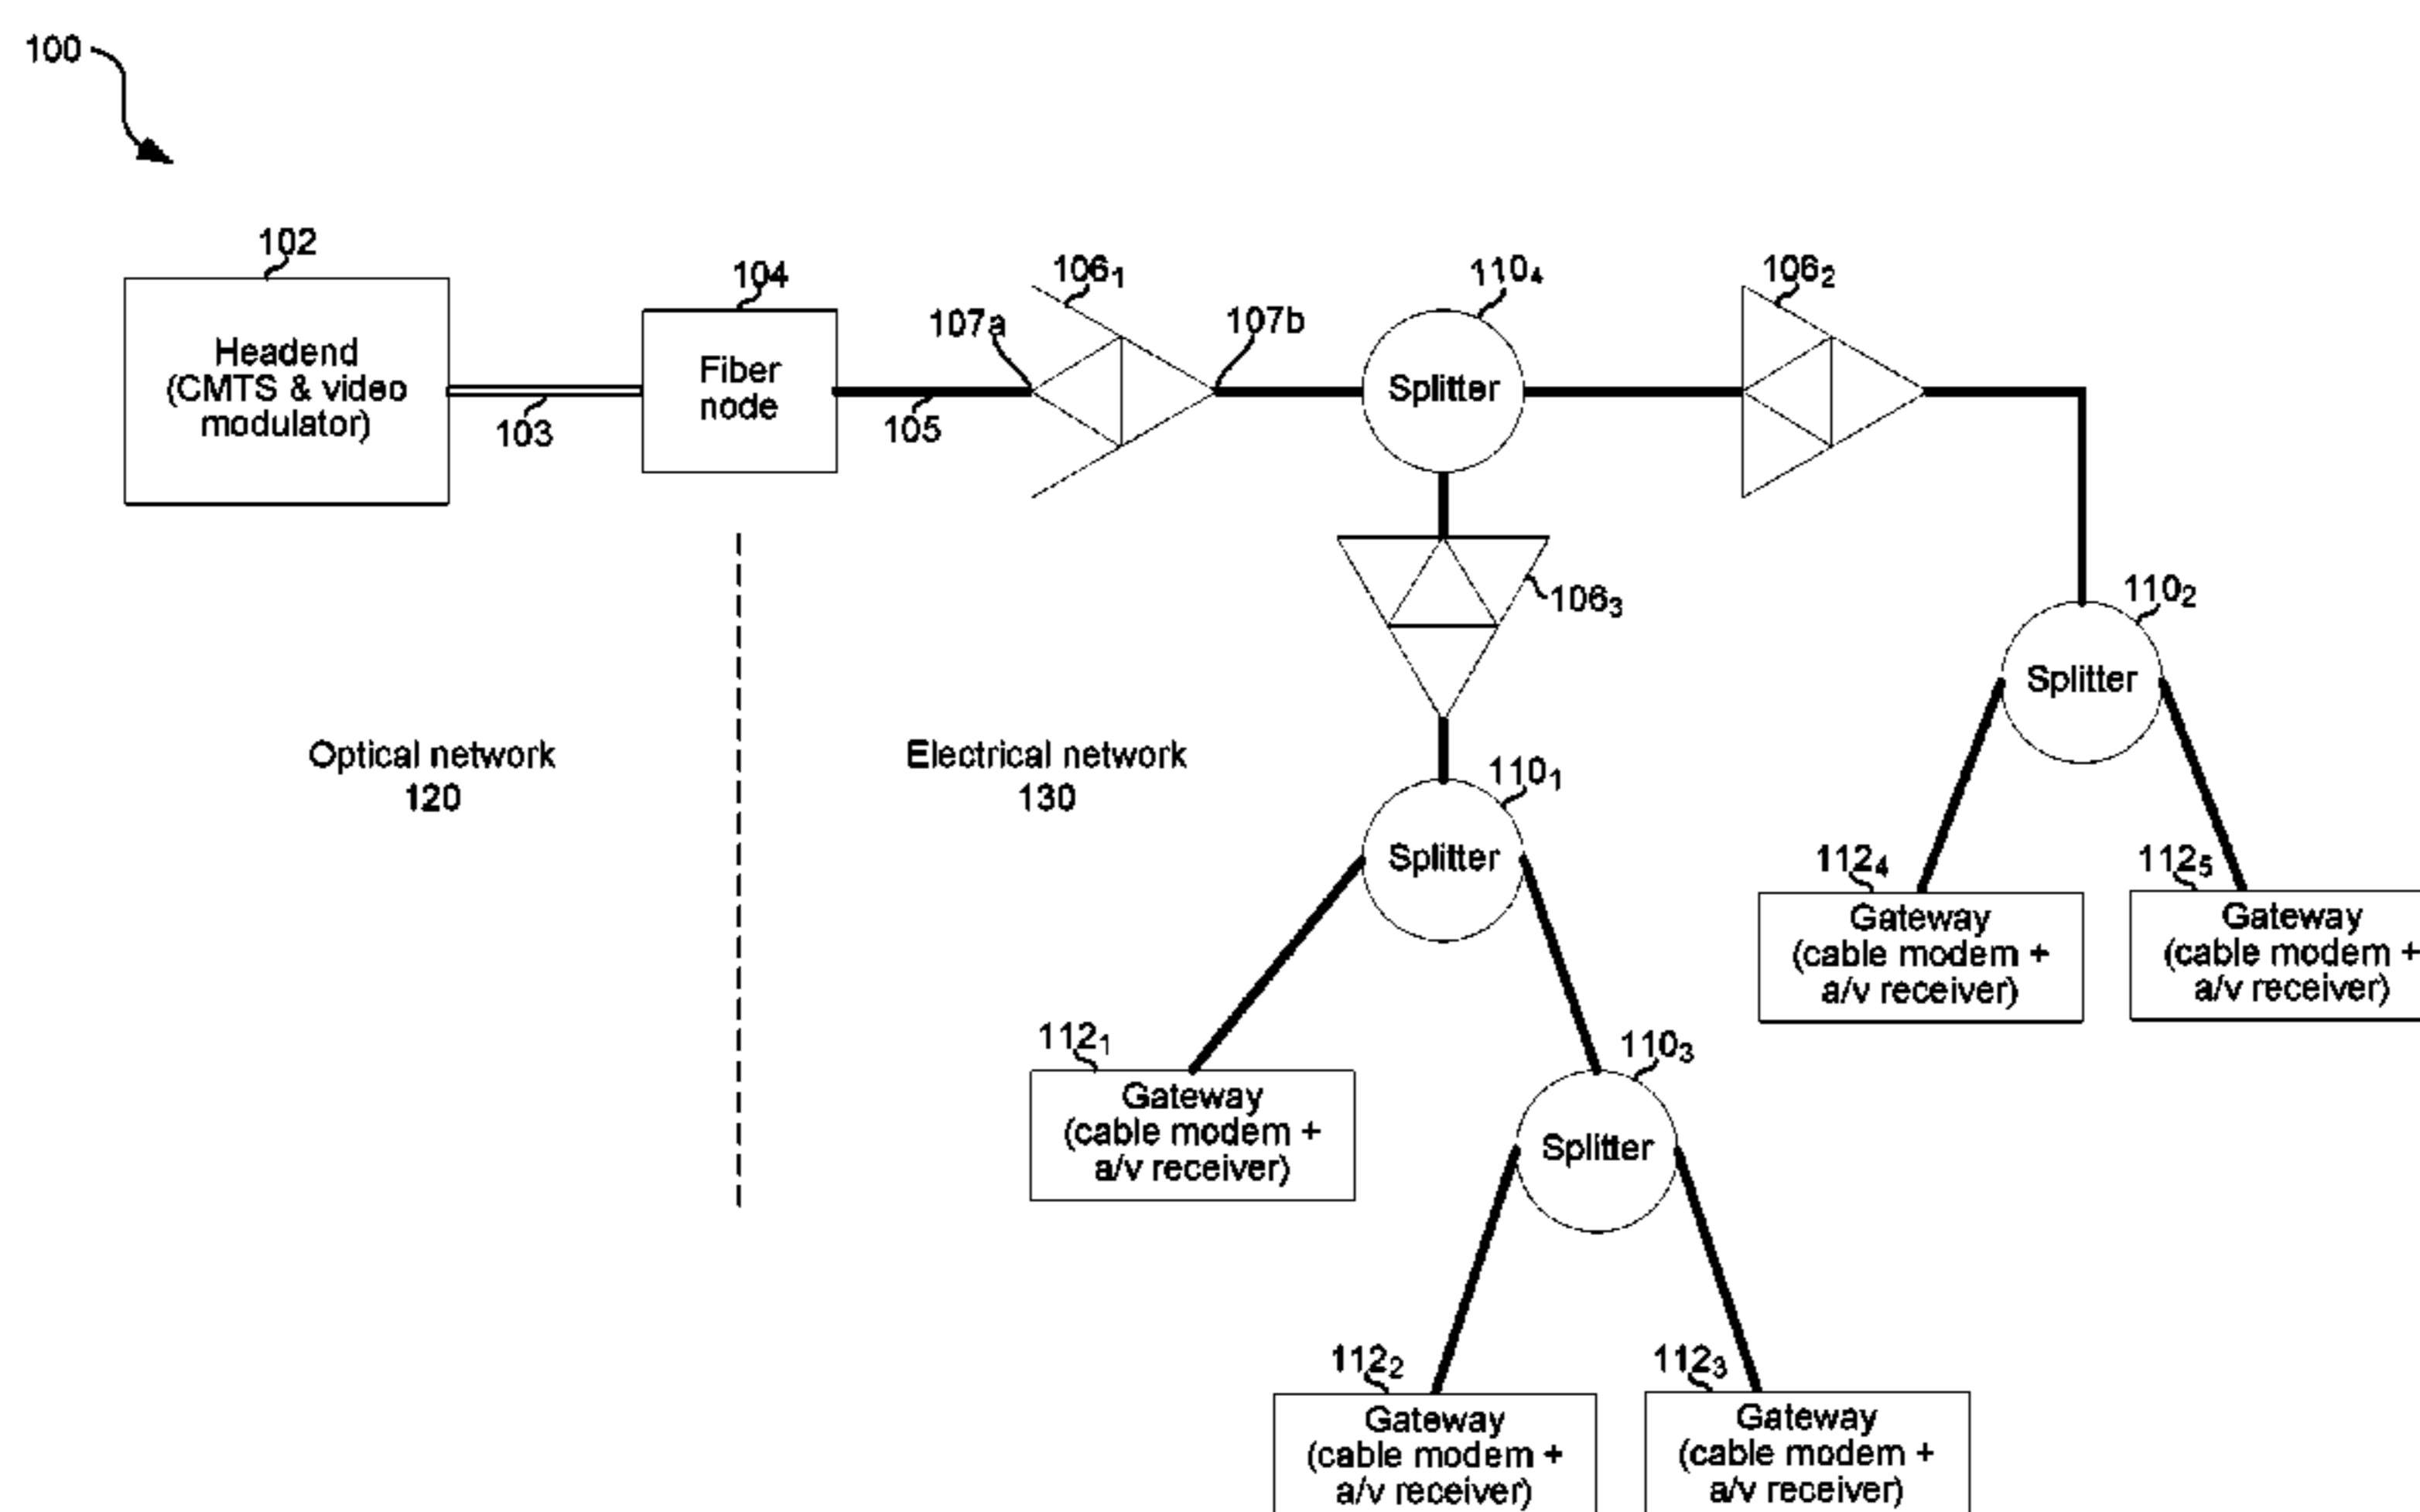 100
102
104
106₁
110₄
106₂
107a
107b
Headend
(CMTS & video
modulator)
Fiber
node
Splitter
103
105
106₃
110₂
Splitter
Optical network
120
Electrical network
130
110₁
Splitter
112₄
112₅
Gateway
(cable modem +
a/v receiver)
Gateway
(cable modem +
a/v receiver)
112₁
110₃
Gateway
(cable modem +
a/v receiver)
Splitter
112₂
112₃
Gateway
(cable modem +
a/v receiver)
Gateway
(cable modem +
a/v receiver)